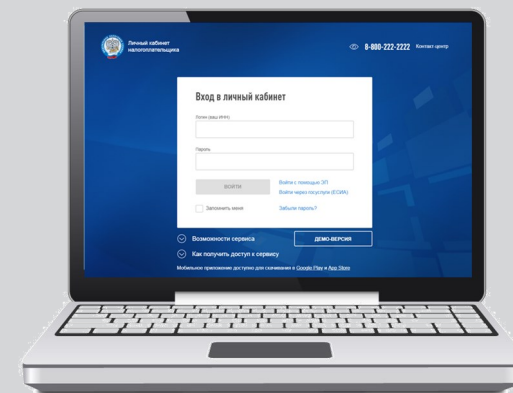 Личный кабинет
налогоплательщика
8-800-222-2222 Контакт-центр
Вход в личный кабинет
Логин (ваш ИНН)
Пароль
ВОЙТИ
Войти с помощью ЭП
Войти через госуслуги (ЕСИА)
Запомнить меня
Забыли пароль?
Возможности сервиса
ДЕМО-ВЕРСИЯ
Как получить доступ к сервису
Мобильное приложение доступно для скачивания в Google Play и App Store